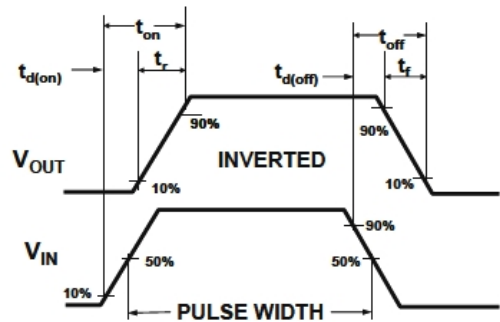 t_on t_off
t_d(on) t_r t_d(off) t_f
90% 90%
V_OUT INVERTED
10% 10%
90%
V_IN 50% 50%
10%
PULSE WIDTH